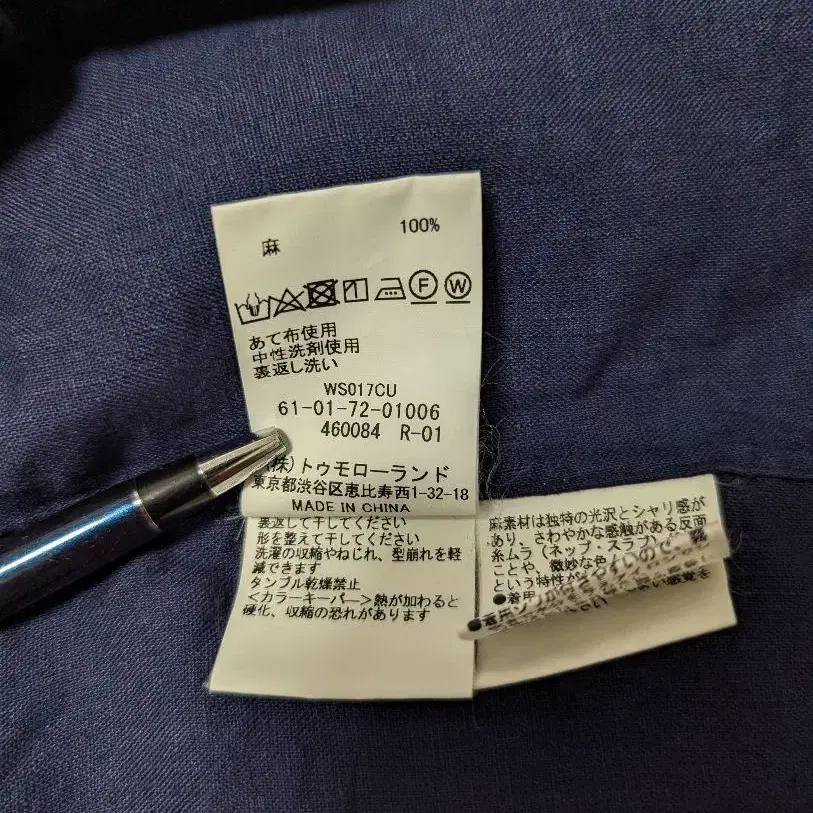 麻 100%
F W
あて布使用
中性洗剤使用
裏返し洗い
WS017CU
61-01-72-01006
460084 R-01
(株)トゥモローランド
東京都渋谷区恵比寿西1-32-18
MADE IN CHINA
裏返して干してください
形を整えて干してください
洗濯の収縮やねじれ、型崩れを軽
減できます
タンブル乾燥禁止
<カラーキーパー>熱が加わると
硬化、収縮の恐れがあります
麻素材は独特の光沢とシャリ感が
あり、さわやかな感触がある反面
糸ムラ(ネップ・スラブ)
ことや、微妙な色
という特性が
●着用